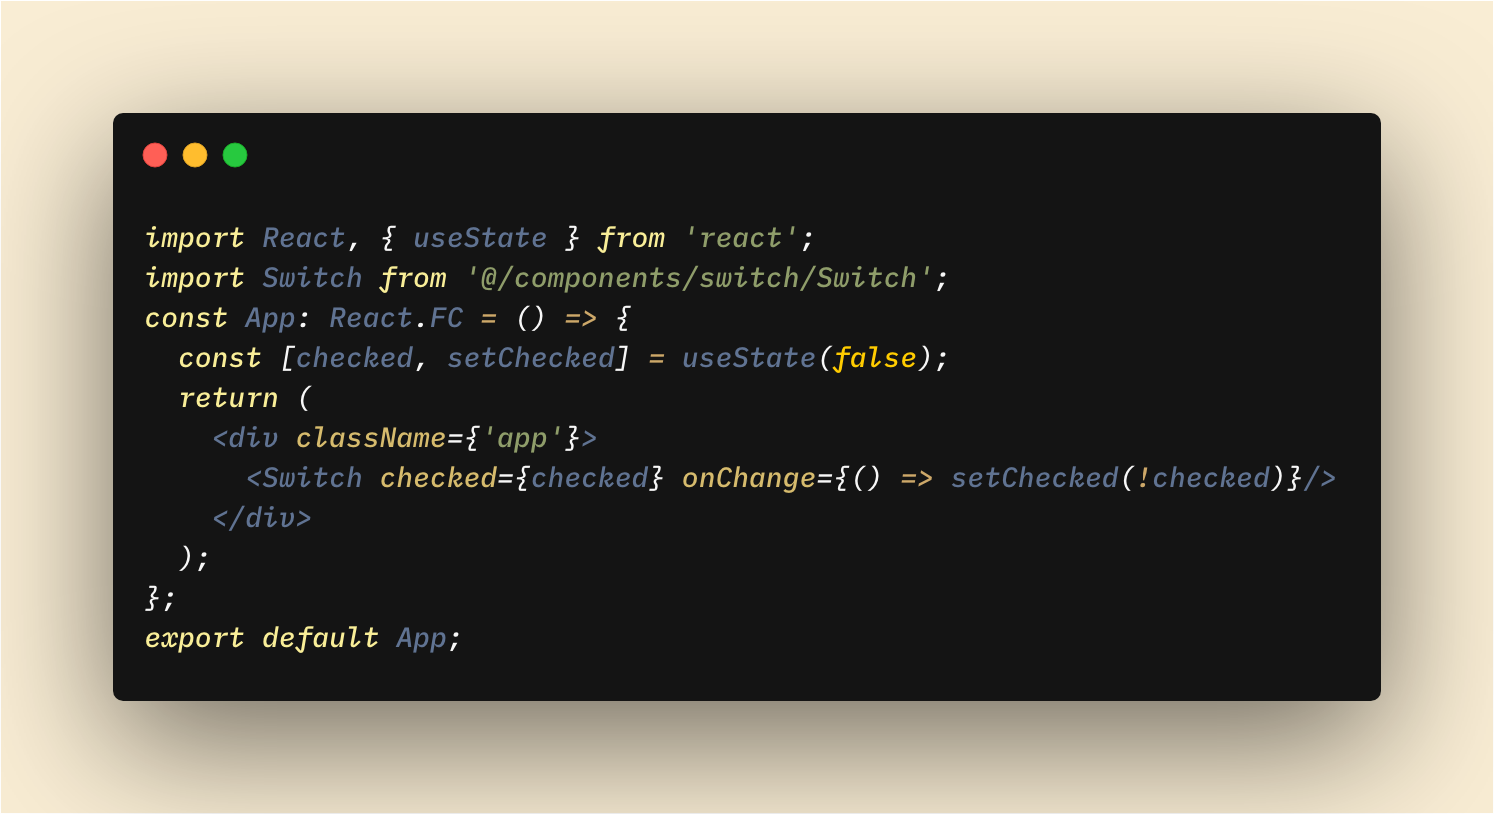 import React, { useState } from 'react';
import Switch from '@/components/switch/Switch';
const App: React.FC = () => {
  const [checked, setChecked] = useState(false);
  return (
    <div className={'app'}>
      <Switch checked={checked} onChange={() => setChecked(!checked)}/>
    </div>
  );
};
export default App;